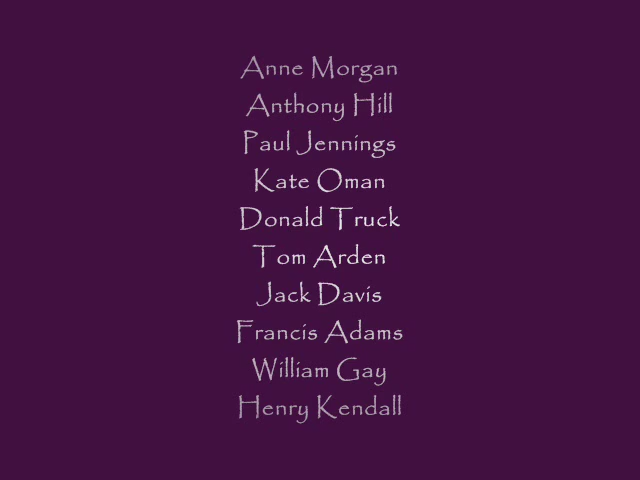 Anne Morgan
Anthony Hill
Paul Jennings
Kate Oman
Donald Truck
Tom Arden
Jack Davis
Francis Adams
William Gay
Henry Kendall